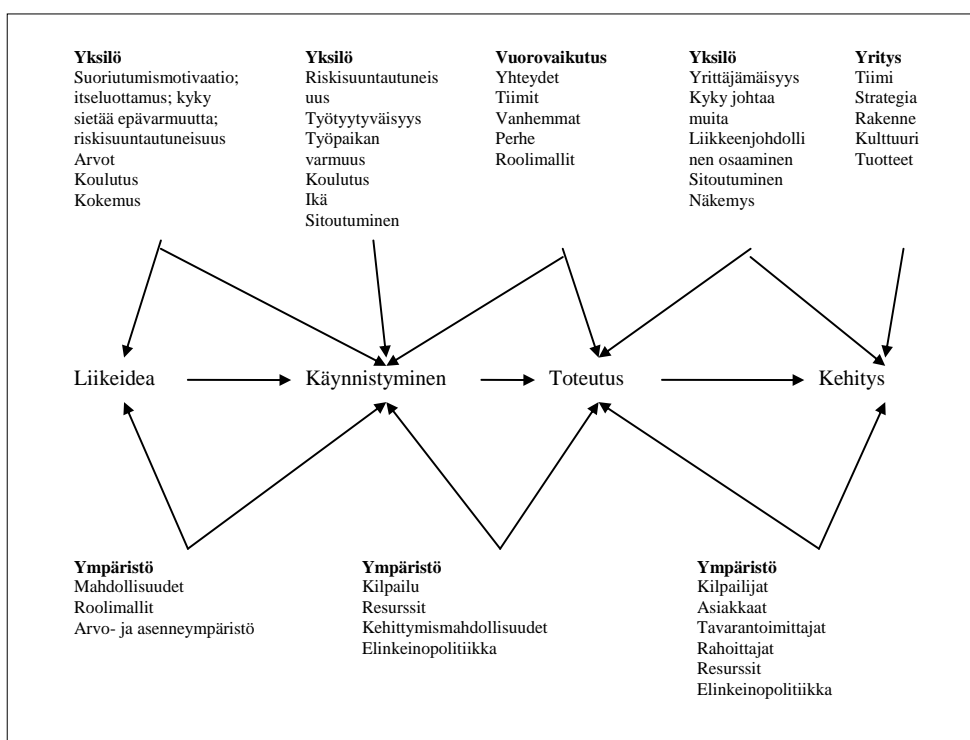 Yksilö
Suoriutumismotivaatio;
itseluottamus; kyky
sietää epävarmuutta;
riskisuuntautuneisuus
Arvot
Koulutus
Kokemus
Yksilö
Riskisuuntautuneis
uus
Työtyytyväisyys
Työpaikan
varmuus
Koulutus
Ikä
Sitoutuminen
Vuorovaikutus
Yhteydet
Tiimit
Vanhemmat
Perhe
Roolimallit
Yksilö
Yrittäjämäisyys
Kyky johtaa
muita
Liikkeenjohdolli
nen osaaminen
Sitoutuminen
Näkemys
Yritys
Tiimi
Strategia
Rakenne
Kulttuuri
Tuotteet
Liikeidea
Käynnistyminen
Toteutus
Kehitys
Ympäristö
Mahdollisuudet
Roolimallit
Arvo- ja asenneympäristö
Ympäristö
Kilpailu
Resurssit
Kehittymismahdollisuudet
Elinkeinopolitiikka
Ympäristö
Kilpailijat
Asiakkaat
Tavarantoimittajat
Rahoittajat
Resurssit
Elinkeinopolitiikka